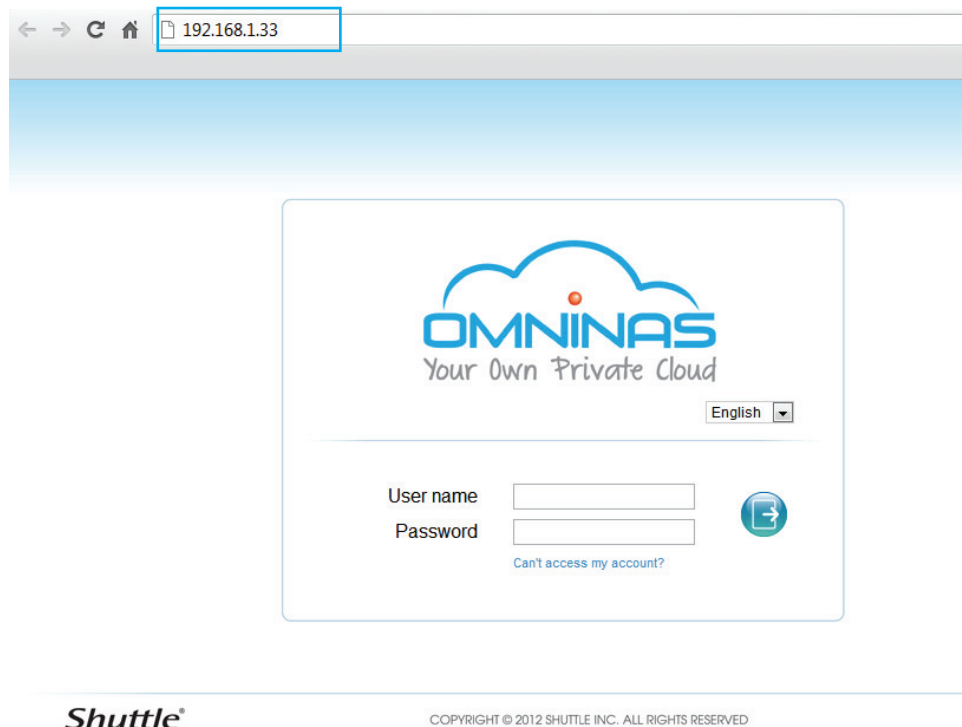 192.168.1.33
OMNINAS
Your Own Private Cloud
English
User name
Password
Can't access my account?
Shuttle®
COPYRIGHT © 2012 SHUTTLE INC. ALL RIGHTS RESERVED